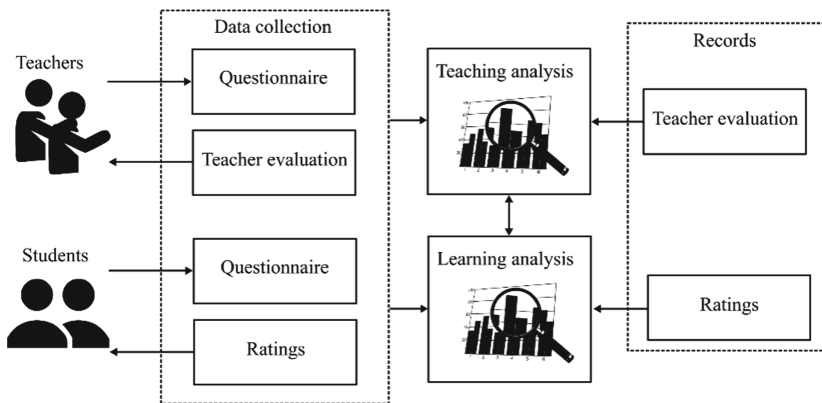 Data collection
Teachers
Questionnaire
Teacher evaluation
Students
Questionnaire
Ratings
Teaching analysis
Learning analysis
Records
Teacher evaluation
Ratings